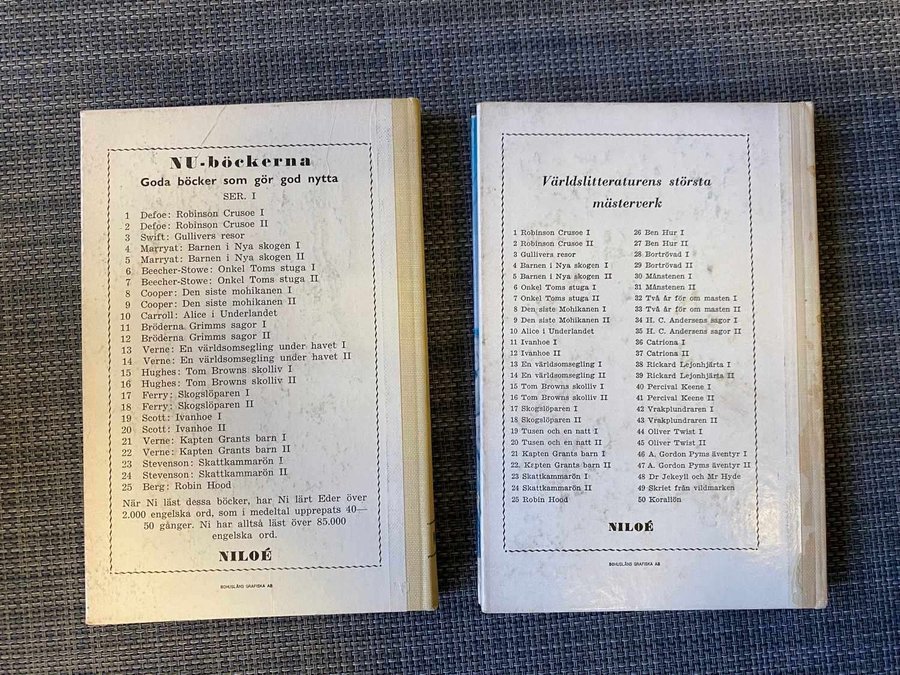 NU-böckerna
Goda böcker som gör god nytta
SER. I
1 Defoe: Robinson Crusoe I
2 Defoe: Robinson Crusoe II
3 Swift: Gullivers resor
4 Marryat: Barnen i Nya skogen I
5 Marryat: Barnen i Nya skogen II
6 Beecher-Stowe: Onkel Toms stuga I
7 Beecher-Stowe: Onkel Toms stuga II
8 Cooper: Den siste mohikanen I
9 Cooper: Den siste mohikanen II
10 Carroll: Alice i Underlandet
11 Bröderna Grimms sagor I
12 Bröderna Grimms sagor II
13 Verne: En världsomsegling under havet I
14 Verne: En världsomsegling under havet II
15 Hughes: Tom Browns skolliv I
16 Hughes: Tom Browns skolliv II
17 Ferry: Skogslöparen I
18 Ferry: Skogslöparen II
19 Scott: Ivanhoe I
20 Scott: Ivanhoe II
21 Verne: Kapten Grants barn I
22 Verne: Kapten Grants barn II
23 Stevenson: Skattkammarön I
24 Stevenson: Skattkammarön II
25 Berg: Robin Hood
När Ni läst dessa böcker, har Ni lärt Eder över
2.000 engelska ord, som i medeltal upprepats 40—
50 gånger. Ni har alltså läst över 85.000
engelska ord.
NILOÉ
BOHUSLÄNS GRAFISKA AB
Världslitteraturens största
mästerverk
1 Robinson Crusoe I
2 Robinson Crusoe II
3 Gullivers resor
4 Barnen i Nya skogen I
5 Barnen i Nya skogen II
6 Onkel Toms stuga I
7 Onkel Toms stuga II
8 Den siste Mohikanen I
9 Den siste Mohikanen II
10 Alice i Underlandet
11 Ivanhoe I
12 Ivanhoe II
13 En världsomsegling I
14 En världsomsegling II
15 Tom Browns skolliv I
16 Tom Browns skolliv II
17 Skogslöparen I
18 Skogslöparen II
19 Tusen och en natt I
20 Tusen och en natt II
21 Kapten Grants barn I
22. Kapten Grants barn II
23 Skattkammarön I
24 Skattkammarön II
25 Robin Hood
26 Ben Hur I
27 Ben Hur II
28 Bortrövad I
29 Bortrövad II
30 Månstenen I
31 Månstenen II
32 Två år för om masten I
33 Två år för om masten II
34 H. C. Andersens sagor I
35 H. C. Andersens sagor II
36 Catriona I
37 Catriona II
38 Rickard Lejonhjärta I
39 Rickard Lejonhjärta II
40 Percival Keene I
41 Percival Keene II
42 Vrakplundraren I
43 Vrakplundraren II
44 Oliver Twist I
45 Oliver Twist II
46 A. Gordon Pyms äventyr I
47 A. Gordon Pyms äventyr II
48 Dr Jekeyll och Mr Hyde
49 Skriet från vildmarken
50 Korallön
NILOÉ
BOHUSLÄNS GRAFISKA AB